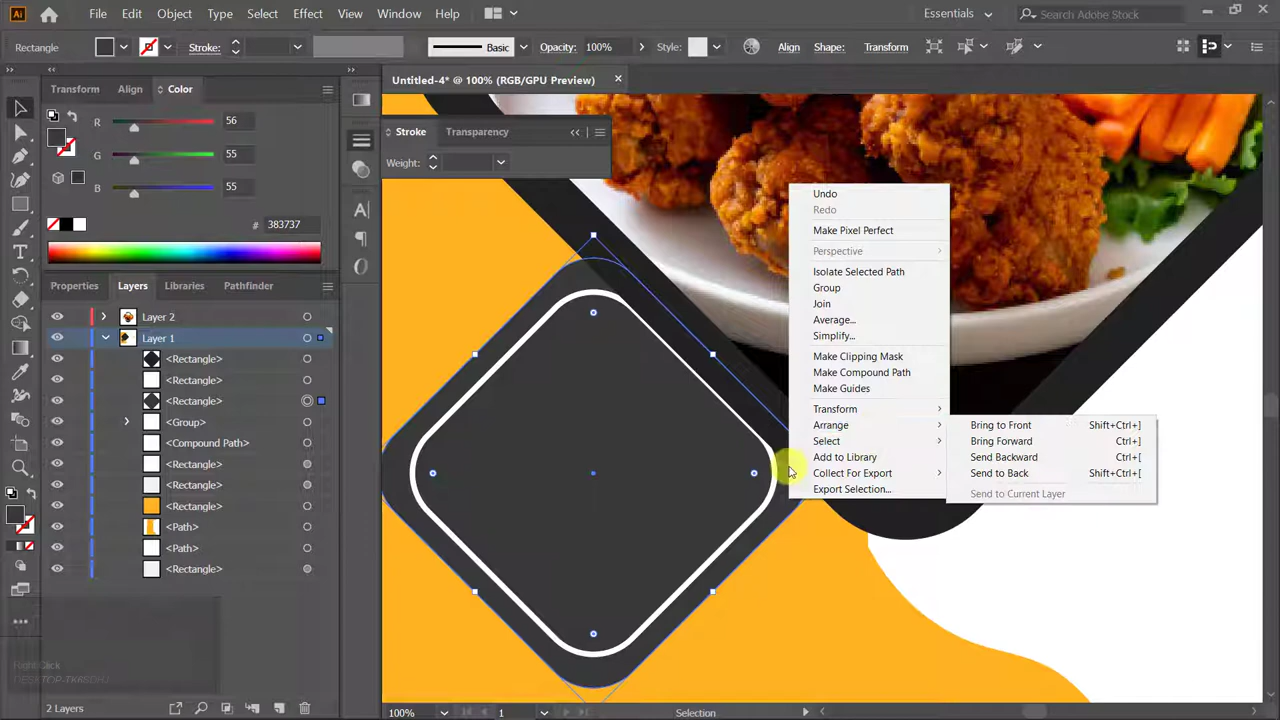 Ai File Edit Object Type Select Effect View Window Help Essentials Search Adobe Stock
Rectangle Stroke: Basic Opacity: 100% Style: Align Shape: Transform
Untitled-4* @ 100% (RGB/GPU Preview)
Transform Align Color
R 56
G 55
B 55
# 383737
Stroke Transparency
Weight:
Properties Layers Libraries Pathfinder
Layer 2
Layer 1
<Rectangle>
<Rectangle>
<Rectangle>
<Group>
<Compound Path>
<Rectangle>
<Rectangle>
<Rectangle>
<Path>
<Path>
<Rectangle>
Undo
Redo
Make Pixel Perfect
Perspective
Isolate Selected Path
Group
Join
Average...
Simplify...
Make Clipping Mask
Make Compound Path
Make Guides
Transform
Arrange
Select
Add to Library
Collect For Export
Export Selection...
Bring to Front Shift+Ctrl+]
Bring Forward Ctrl+]
Send Backward Ctrl+[
Send to Back Shift+Ctrl+[
Send to Current Layer
Right Click
2 Layers
100% 1 Selection